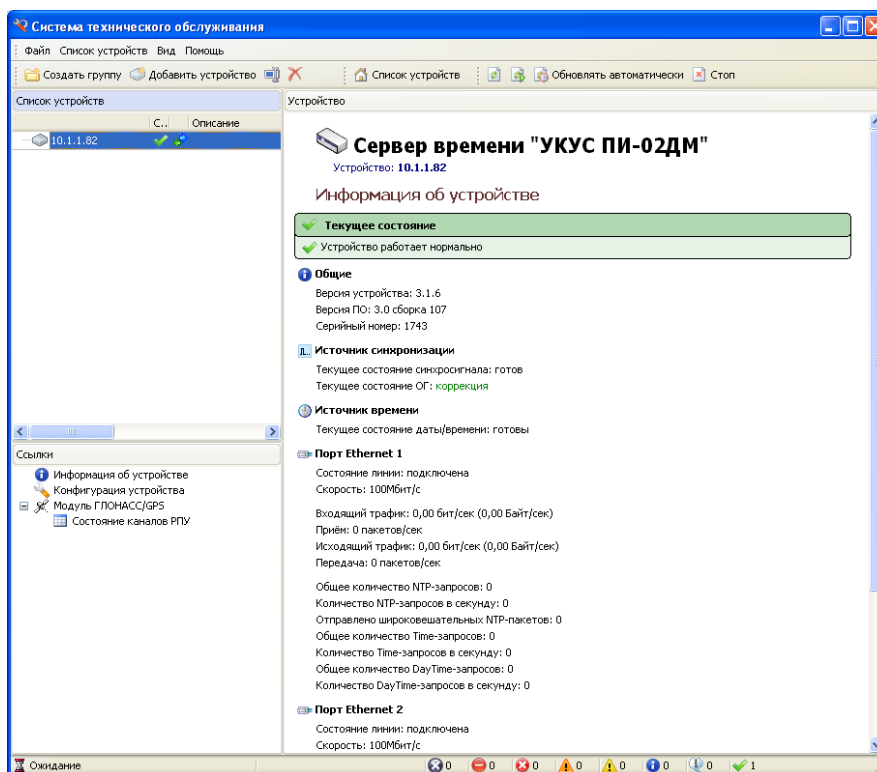 Система технического обслуживания
Файл Список устройств Вид Помощь
Создать группу Добавить устройство Список устройств Обновлять автоматически Стоп
Список устройств
С.. Описание
10.1.1.82
Ссылки
Информация об устройстве
Конфигурация устройства
Модуль ГЛОНАСС/GPS
Состояние каналов РПУ
Устройство
Сервер времени "УКУС ПИ-02ДМ"
Устройство: 10.1.1.82
Информация об устройстве
Текущее состояние
Устройство работает нормально
Общие
Версия устройства: 3.1.6
Версия ПО: 3.0 сборка 107
Серийный номер: 1743
Источник синхронизации
Текущее состояние синхросигнала: готов
Текущее состояние ОГ: коррекция
Источник времени
Текущее состояние даты/времени: готовы
Порт Ethernet 1
Состояние линии: подключена
Скорость: 100Мбит/с
Входящий трафик: 0,00 бит/сек (0,00 Байт/сек)
Приём: 0 пакетов/сек
Исходящий трафик: 0,00 бит/сек (0,00 Байт/сек)
Передача: 0 пакетов/сек
Общее количество NTP-запросов: 0
Количество NTP-запросов в секунду: 0
Отправлено широковещательных NTP-пакетов: 0
Общее количество Time-запросов: 0
Количество Time-запросов в секунду: 0
Общее количество DayTime-запросов: 0
Количество DayTime-запросов в секунду: 0
Порт Ethernet 2
Состояние линии: подключена
Скорость: 100Мбит/с
Ожидание 0 0 0 0 0 0 0 1